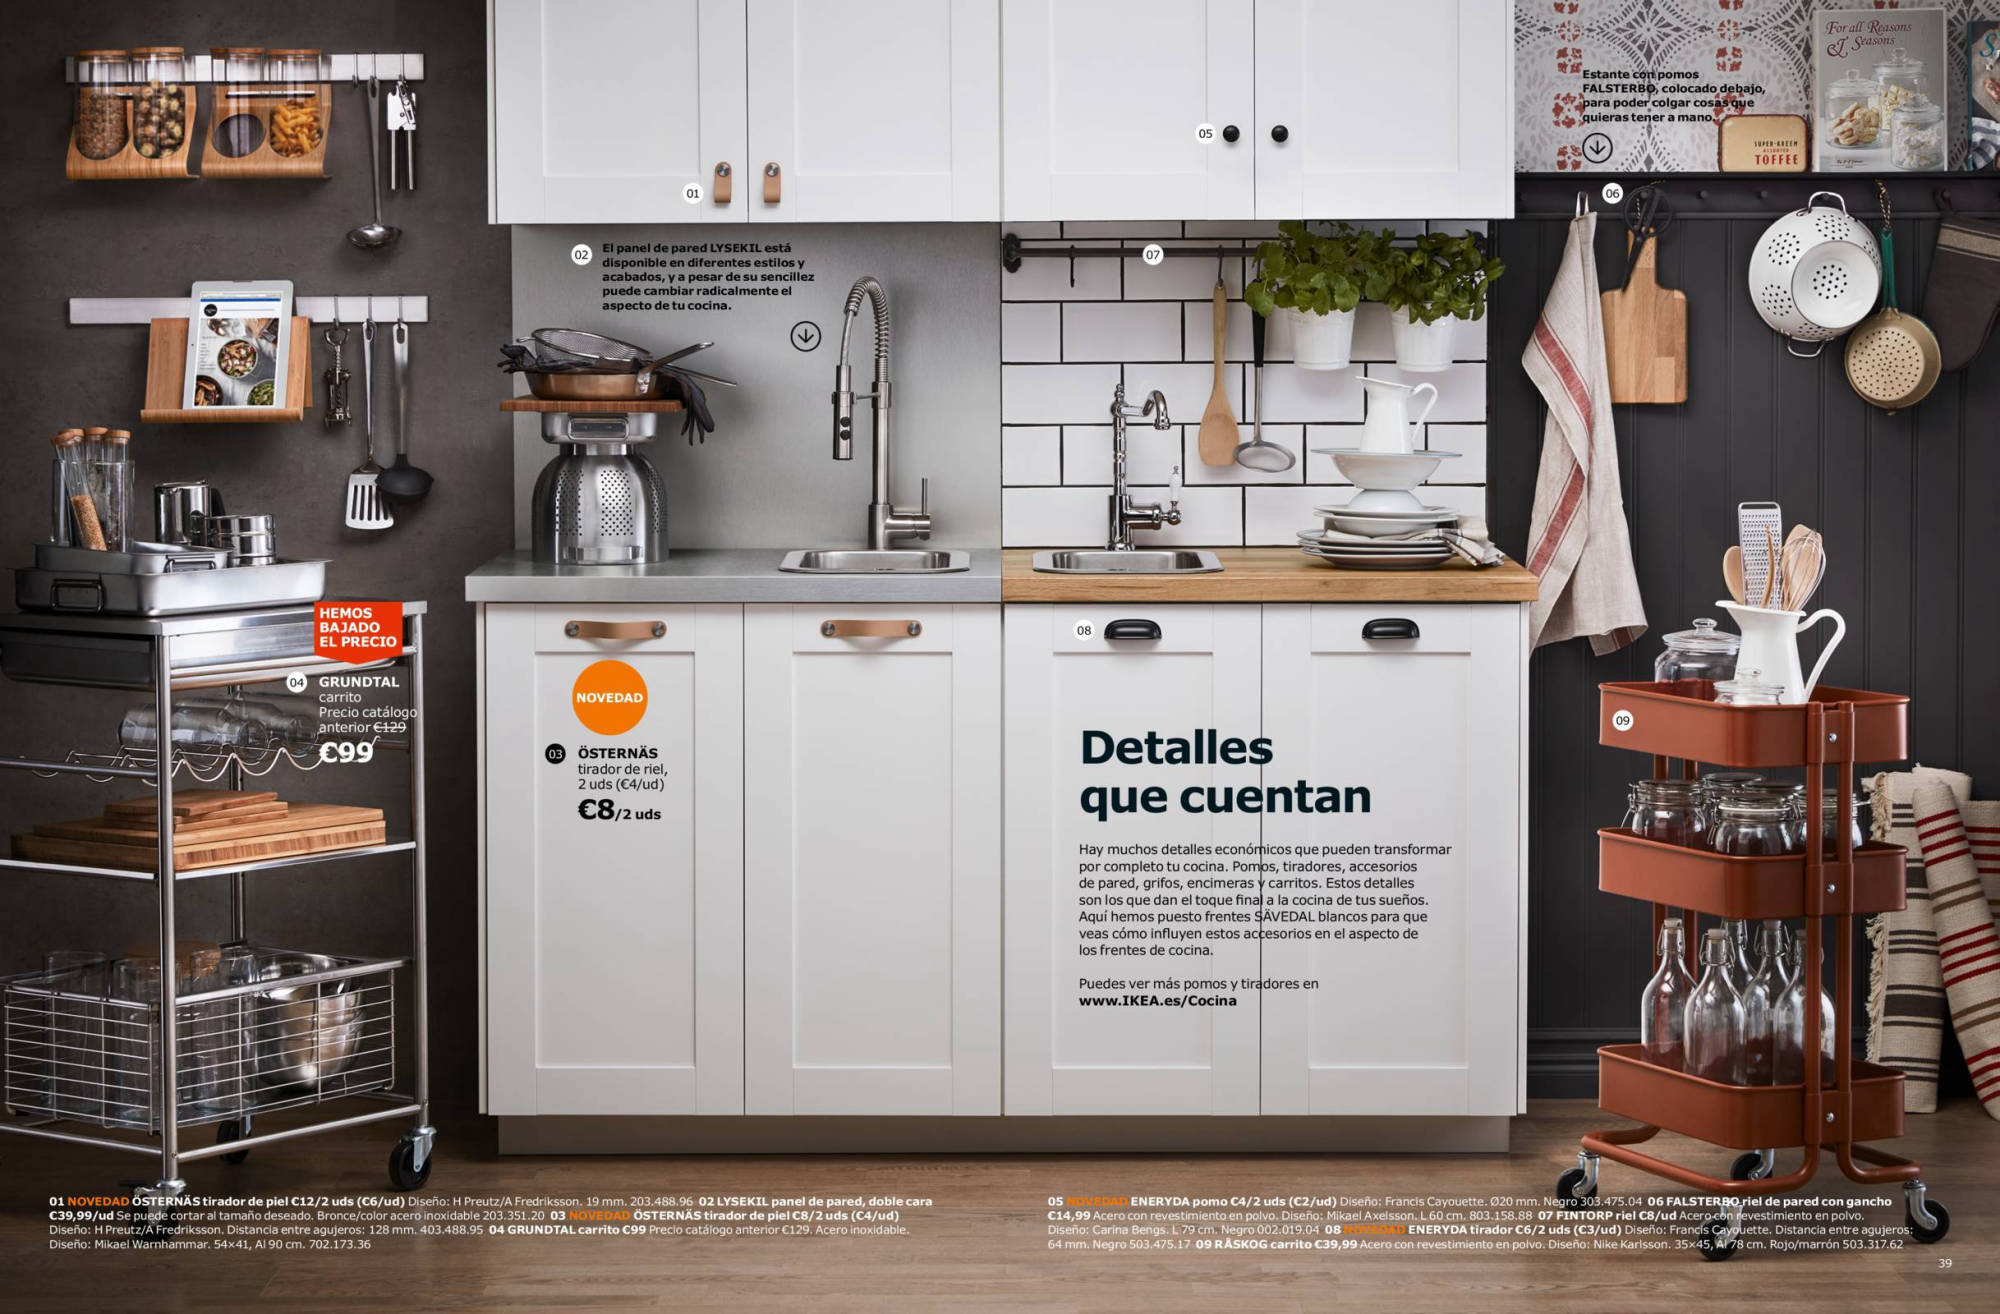 For all Reasons
& Seasons
Estante con pomos
FALSTERBO, colocado debajo,
para poder colgar cosas que
quieras tener a mano.
SUPER-KREEM
ASSORTED
TOFFEE
05
01
06
02
El panel de pared LYSEKIL está
disponible en diferentes estilos y
acabados, y a pesar de su sencillez
puede cambiar radicalmente el
aspecto de tu cocina.
07
HEMOS
BAJADO
EL PRECIO
04 GRUNDTAL
carrito
Precio catálogo
anterior €129
€99
NOVEDAD
03 ÖSTERNÄS
tirador de riel,
2 uds (€4/ud)
€8/2 uds
08
09
Detalles
que cuentan
Hay muchos detalles económicos que pueden transformar
por completo tu cocina. Pomos, tiradores, accesorios
de pared, grifos, encimeras y carritos. Estos detalles
son los que dan el toque final a la cocina de tus sueños.
Aquí hemos puesto frentes SÄVEDAL blancos para que
veas cómo influyen estos accesorios en el aspecto de
los frentes de cocina.
Puedes ver más pomos y tiradores en
www.IKEA.es/Cocina
01 NOVEDAD ÖSTERNÄS tirador de piel €12/2 uds (€6/ud) Diseño: H Preutz/A Fredriksson. 19 mm. 203.488.96 02 LYSEKIL panel de pared, doble cara
€39,99/ud Se puede cortar al tamaño deseado. Bronce/color acero inoxidable 203.351.20 03 NOVEDAD ÖSTERNÄS tirador de piel €8/2 uds (€4/ud)
Diseño: H Preutz/A Fredriksson. Distancia entre agujeros: 128 mm. 403.488.95 04 GRUNDTAL carrito €99 Precio catálogo anterior €129. Acero inoxidable.
Diseño: Mikael Warnhammar. 54×41, Al 90 cm. 702.173.36
05 NOVEDAD ENERYDA pomo €4/2 uds (€2/ud) Diseño: Francis Cayouette. Ø20 mm. Negro 303.475.04 06 FALSTERBO riel de pared con gancho
€14,99 Acero con revestimiento en polvo. Diseño: Mikael Axelsson. L 60 cm. 803.158.88 07 FINTORP riel €8/ud Acero con revestimiento en polvo.
Diseño: Carina Bengs. L 79 cm. Negro 002.019.04 08 NOVEDAD ENERYDA tirador €6/2 uds (€3/ud) Diseño: Francis Cayouette. Distancia entre agujeros:
64 mm. Negro 503.475.17 09 RÅSKOG carrito €39,99 Acero con revestimiento en polvo. Diseño: Nike Karlsson. 35×45, Al 78 cm. Rojo/marrón 503.317.62
39